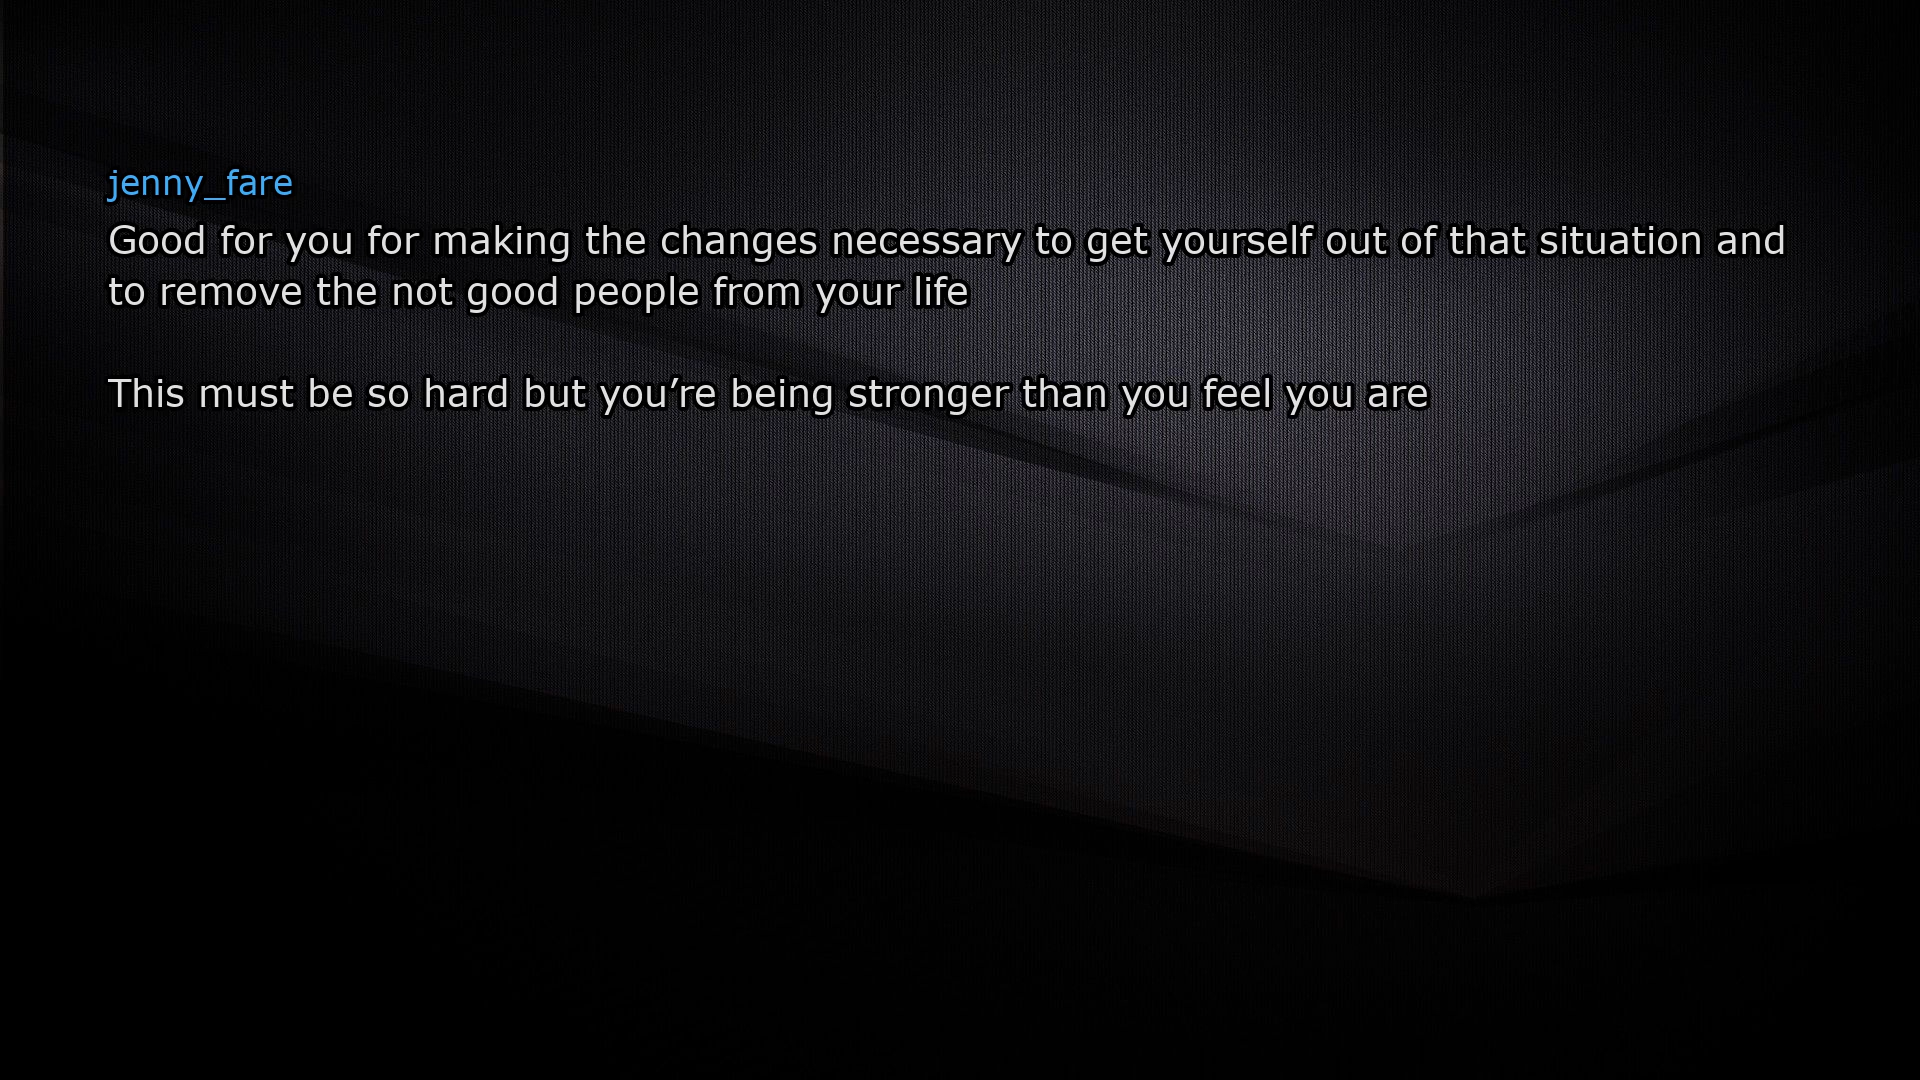 jenny_fare
Good for you for making the changes necessary to get yourself out of that situation and
to remove the not good people from your life
This must be so hard but you’re being stronger than you feel you are